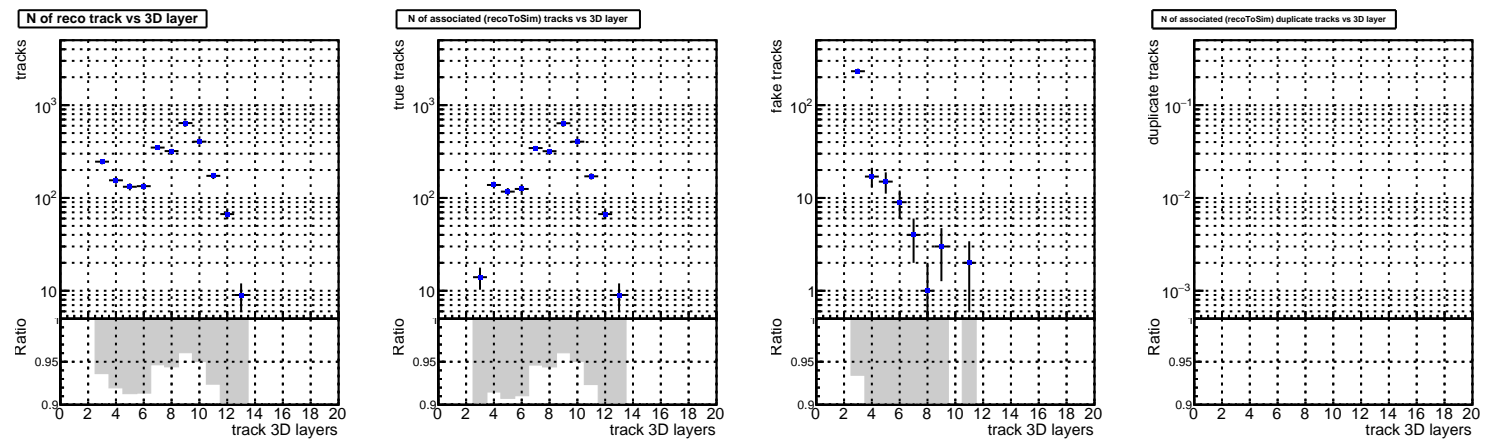 N of reco track vs 3D layer
tracks
10³
10²
10
Ratio
1
0.95
0.9
0 2 4 6 8 10 12 14 16 18 20
track 3D layers
N of associated (recoToSim) tracks vs 3D layer
true tracks
10³
10²
10
Ratio
1
0.95
0.9
0 2 4 6 8 10 12 14 16 18 20
track 3D layers
fake tracks
10²
10
1
Ratio
1
0.95
0.9
0 2 4 6 8 10 12 14 16 18 20
track 3D layers
N of associated (recoToSim) duplicate tracks vs 3D layer
duplicate tracks
10⁻¹
10⁻²
10⁻³
Ratio
1
0.95
0.9
0 2 4 6 8 10 12 14 16 18 20
track 3D layers